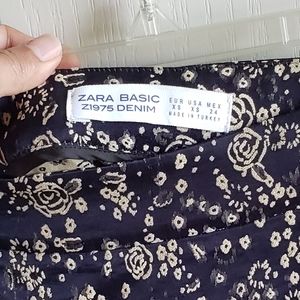 ZARA BASIC
Z1975 DENIM
EUR USA MEX
XS XS 24
MADE IN TURKEY